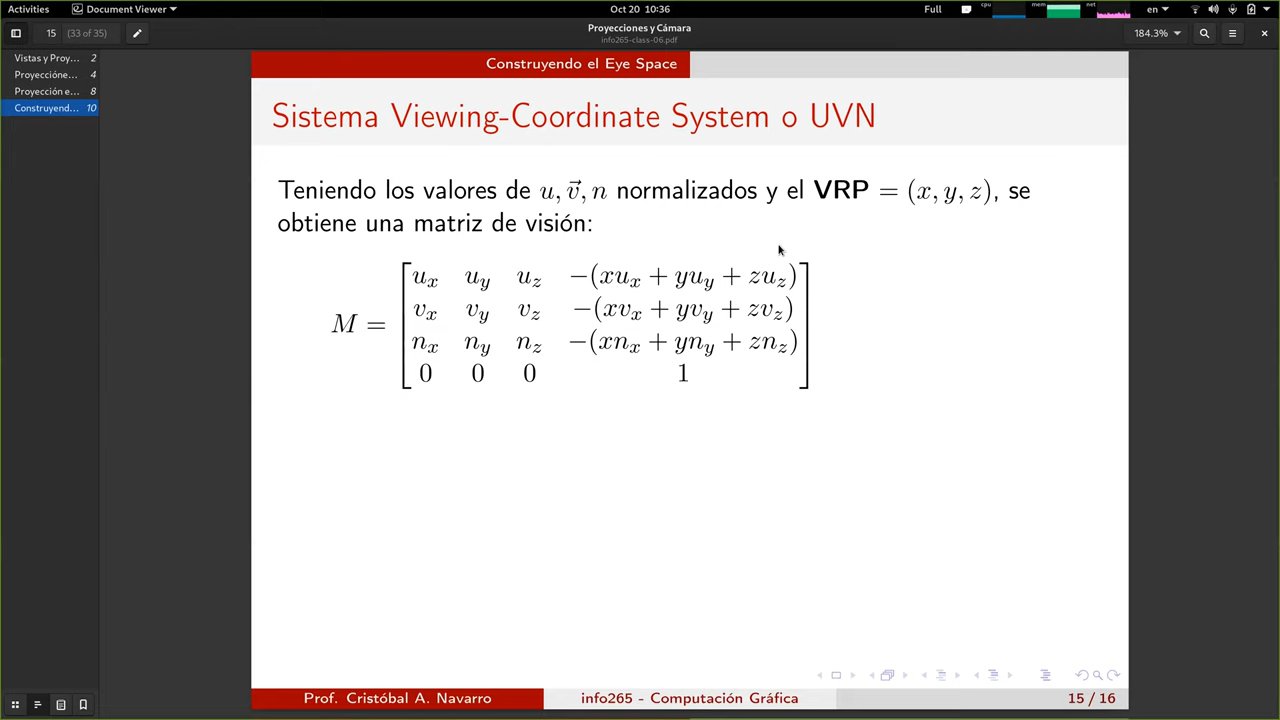 Activities Document Viewer Oct 20 10:36 Full cpu mem net en
15 (33 of 35) Proyecciones y Cámara 184.3%
info265-class-06.pdf
Vistas y Proy... 2
Proyeccióne... 4
Proyección e... 8
Construyend... 10
Construyendo el Eye Space
Sistema Viewing-Coordinate System o UVN
Teniendo los valores de u, v⃗, n normalizados y el VRP = (x, y, z), se
obtiene una matriz de visión:
M =
u_x u_y u_z −(xu_x + yu_y + zu_z)
v_x v_y v_z −(xv_x + yv_y + zv_z)
n_x n_y n_z −(xn_x + yn_y + zn_z)
0 0 0 1
Prof. Cristóbal A. Navarro info265 - Computación Gráfica 15 / 16